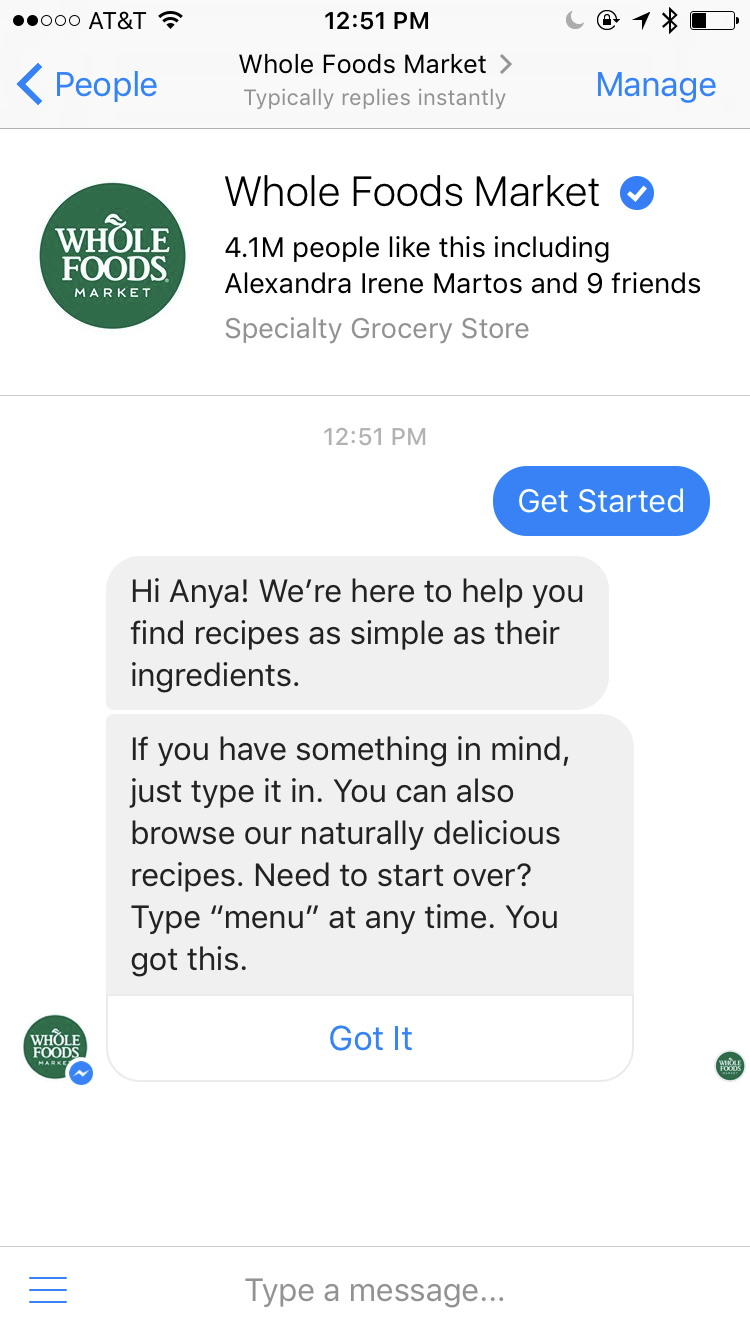 AT&T 12:51 PM
People
Whole Foods Market
Typically replies instantly
Manage
WHOLE
FOODS
MARKET
Whole Foods Market
4.1M people like this including
Alexandra Irene Martos and 9 friends
Specialty Grocery Store
12:51 PM
Get Started
Hi Anya! We’re here to help you
find recipes as simple as their
ingredients.
If you have something in mind,
just type it in. You can also
browse our naturally delicious
recipes. Need to start over?
Type “menu” at any time. You
got this.
Got It
WHOLE
FOODS
MARKET
WHOLE
FOODS
Type a message...